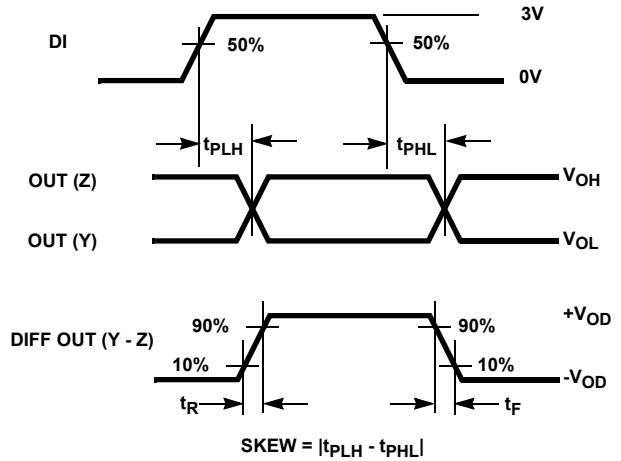 3V
DI
50%
50%
0V
tPLH
tPHL
OUT (Z)
VOH
OUT (Y)
VOL
+VOD
90%
90%
DIFF OUT (Y - Z)
10%
10%
-VOD
tR
tF
SKEW = |tPLH - tPHL|